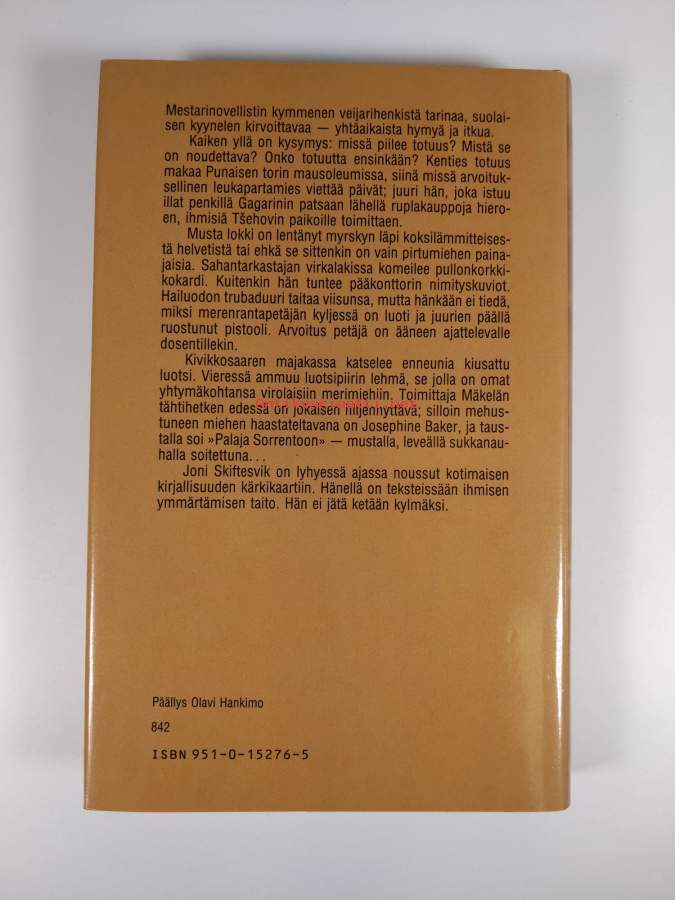 Mestarinovellistin kymmenen veijarihenkistä tarinaa, suolai-
sen kyynelen kirvoittavaa — yhtäaikaista hymyä ja itkua.
Kaiken yllä on kysymys: missä piilee totuus? Mistä se
on noudettava? Onko totuutta ensinkään? Kenties totuus
makaa Punaisen torin mausoleumissa, siinä missä arvoituk-
sellinen leukapartamies viettää päivät; juuri hän, joka istuu
illat penkillä Gagarinin patsaan lähellä ruplakauppoja hiero-
en, ihmisiä Tšehovin paikoille toimittaen.
Musta lokki on lentänyt myrskyn läpi koksilämmitteises-
tä helvetistä tai ehkä se sittenkin on vain pirtumiehen paina-
jaisia. Sahantarkastajan virkalakissa komeilee pullonkorkki-
kokardi. Kuitenkin hän tuntee pääkonttorin nimityskuviot.
Hailuodon trubaduuri taitaa viisunsa, mutta hänkään ei tiedä,
miksi merenrantapetäjän kyljessä on luoti ja juurien päällä
ruostunut pistooli. Arvoitus petäjä on ääneen ajattelevalle
dosentillekin.
Kivikkosaaren majakassa katselee enneunia kiusattu
luotsi. Vieressä ammuu luotsipiirin lehmä, se jolla on omat
yhtymäkohtansa virolaisiin merimiehiin. Toimittaja Mäkelän
tähtihetken edessä on jokaisen hiljennyttävä; silloin mehus-
tuneen miehen haastateltavana on Josephine Baker, ja taus-
talla soi »Palaja Sorrentoon» — mustalla, leveällä sukkanau-
halla soitettuna...
Joni Skiftesvik on lyhyessä ajassa noussut kotimaisen
kirjallisuuden kärkikaartiin. Hänellä on teksteissään ihmisen
ymmärtämisen taito. Hän ei jätä ketään kylmäksi.
Päällys Olavi Hankimo
842
ISBN 951-0-15276-5